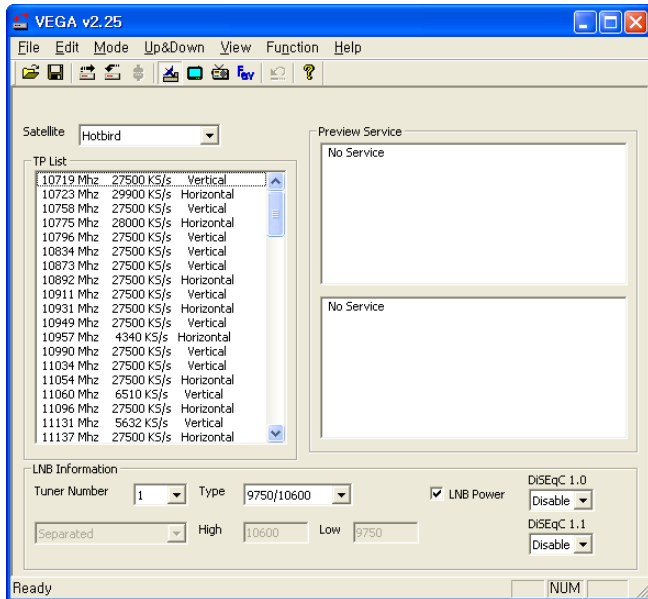 VEGA v2.25
File Edit Mode Up&Down View Function Help
Satellite Hotbird
TP List
10719 Mhz 27500 KS/s Vertical
10723 Mhz 29900 KS/s Horizontal
10758 Mhz 27500 KS/s Vertical
10775 Mhz 28000 KS/s Horizontal
10796 Mhz 27500 KS/s Vertical
10834 Mhz 27500 KS/s Vertical
10873 Mhz 27500 KS/s Vertical
10892 Mhz 27500 KS/s Horizontal
10911 Mhz 27500 KS/s Vertical
10931 Mhz 27500 KS/s Horizontal
10949 Mhz 27500 KS/s Vertical
10957 Mhz 4340 KS/s Horizontal
10990 Mhz 27500 KS/s Vertical
11034 Mhz 27500 KS/s Vertical
11054 Mhz 27500 KS/s Horizontal
11060 Mhz 6510 KS/s Vertical
11096 Mhz 27500 KS/s Horizontal
11131 Mhz 5632 KS/s Vertical
11137 Mhz 27500 KS/s Horizontal
Preview Service
No Service
No Service
LNB Information
Tuner Number 1 Type 9750/10600 LNB Power
DiSEqC 1.0
Disable
Separated High 10600 Low 9750
DiSEqC 1.1
Disable
Ready NUM